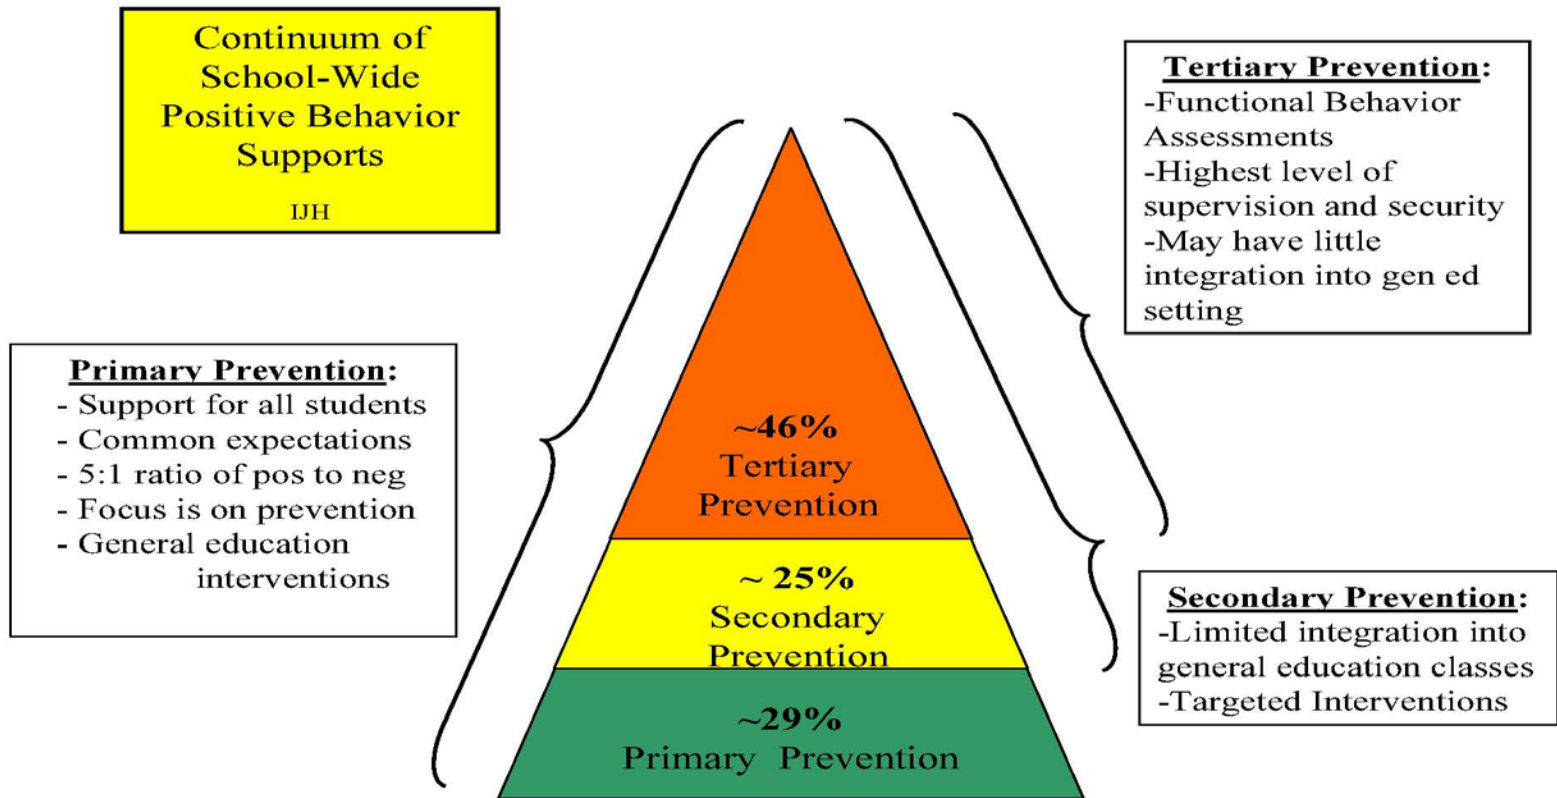 Continuum of
School-Wide
Positive Behavior
Supports
IJH
Tertiary Prevention:
-Functional Behavior
Assessments
-Highest level of
supervision and security
-May have little
integration into gen ed
setting
Primary Prevention:
- Support for all students
- Common expectations
- 5:1 ratio of pos to neg
- Focus is on prevention
- General education
interventions
~46%
Tertiary
Prevention
~ 25%
Secondary
Prevention
~29%
Primary Prevention
Secondary Prevention:
-Limited integration into
general education classes
-Targeted Interventions